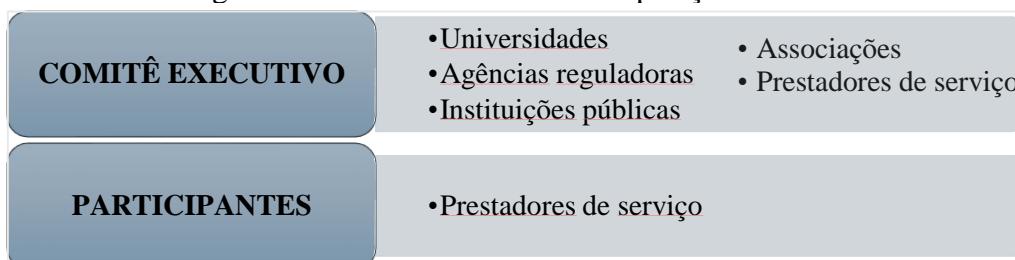 COMITÊ EXECUTIVO
•Universidades
•Agências reguladoras
•Instituições públicas
• Associações
• Prestadores de serviço
PARTICIPANTES
•Prestadores de serviço